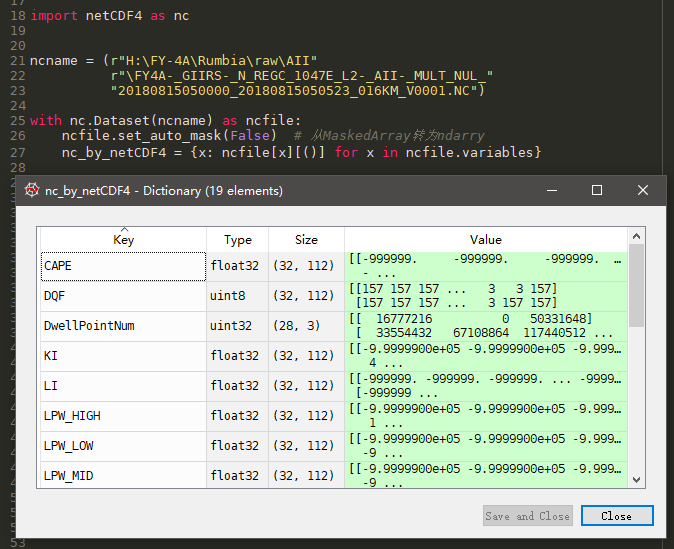 17
18 import netCDF4 as nc
19
20
21 ncname = (r"H:\FY-4A\Rumbia\raw\AII"
22 r"\FY4A-_GIIRS-_N_REGC_1047E_L2-_AII-_MULT_NUL_"
23 "20180815050000_20180815050523_016KM_V0001.NC")
24
25 with nc.Dataset(ncname) as ncfile:
26 ncfile.set_auto_mask(False) # 从MaskedArray转为ndarry
27 nc_by_netCDF4 = {x: ncfile[x][()] for x in ncfile.variables}
28
nc_by_netCDF4 - Dictionary (19 elements)
Key Type Size Value
CAPE float32 (32, 112) [[-999999. -999999. -999999. …
- ...
DQF uint8 (32, 112) [[157 157 157 ... 3 3 157]
[157 157 157 ... 3 157 157]
DwellPointNum uint32 (28, 3) [[ 16777216 0 50331648]
[ 33554432 67108864 117440512 ...
KI float32 (32, 112) [[-9.9999900e+05 -9.9999900e+05 -9.999…
4 ...
LI float32 (32, 112) [[-999999. -999999. -999999. ... -9999…
[-999999 ...
LPW_HIGH float32 (32, 112) [[-9.9999900e+05 -9.9999900e+05 -9.999…
1 ...
LPW_LOW float32 (32, 112) [[-9.9999900e+05 -9.9999900e+05 -9.999…
-9 ...
LPW_MID float32 (32, 112) [[-9.9999900e+05 -9.9999900e+05 -9.999…
-9 ...
Save and Close Close
53